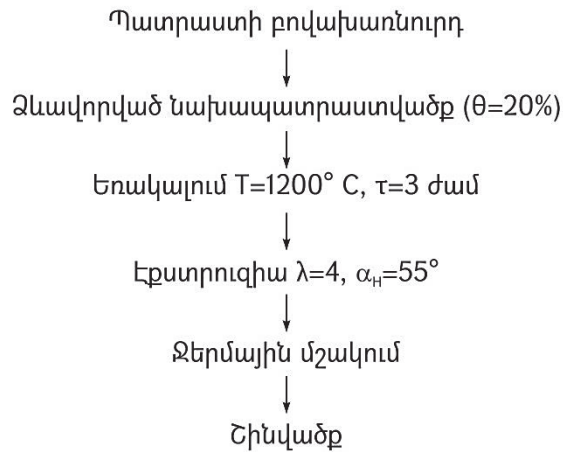 Պատրաստի բովախառնուրդ
Ձևավորված նախապատրաստվածք (θ=20%)
Եռակալում T=1200° C, τ=3 ժամ
Էքստրուզիա λ=4, αн=55°
Ջերմային մշակում
Շինվածք